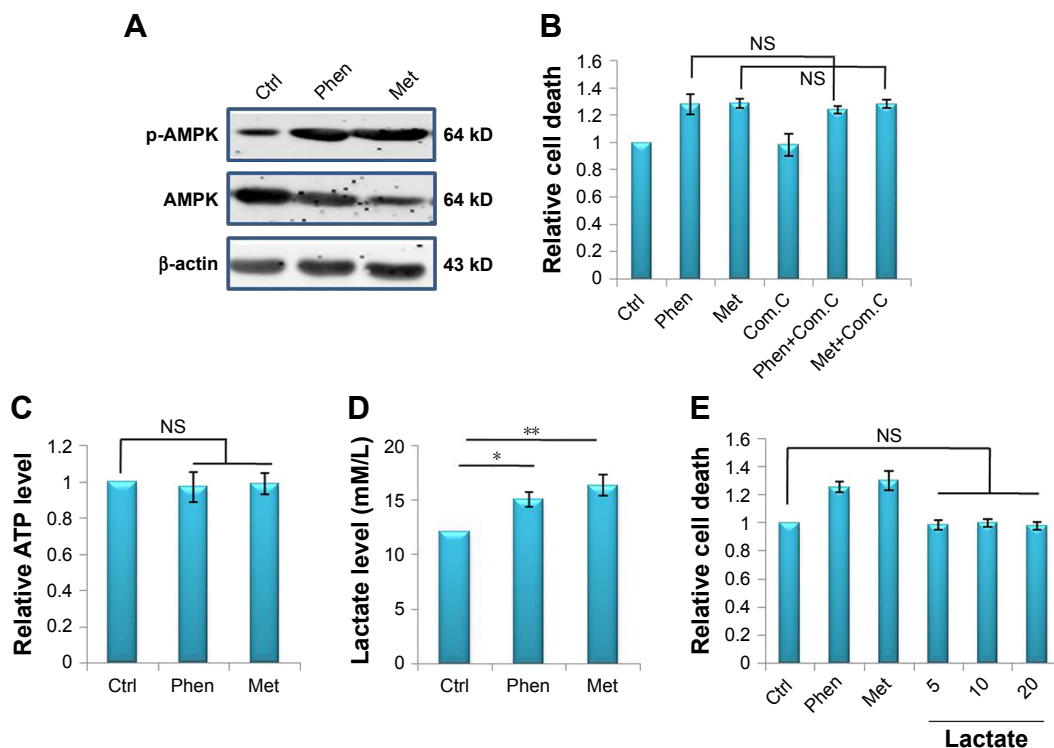 A
Ctrl Phen Met
p-AMPK 64 kD
AMPK 64 kD
β-actin 43 kD
B
Relative cell death
1.6
1.4
1.2
1
0.8
0.6
0.4
0.2
0
NS
NS
Ctrl Phen Met Com.C Phen+Com.C Met+Com.C
C
Relative ATP level
1.2
1
0.8
0.6
0.4
0.2
0
NS
Ctrl Phen Met
D
Lactate level (mM/L)
20
15
10
5
0
**
*
Ctrl Phen Met
E
Relative cell death
1.6
1.4
1.2
1
0.8
0.6
0.4
0.2
0
NS
Ctrl Phen Met 5 10 20
Lactate